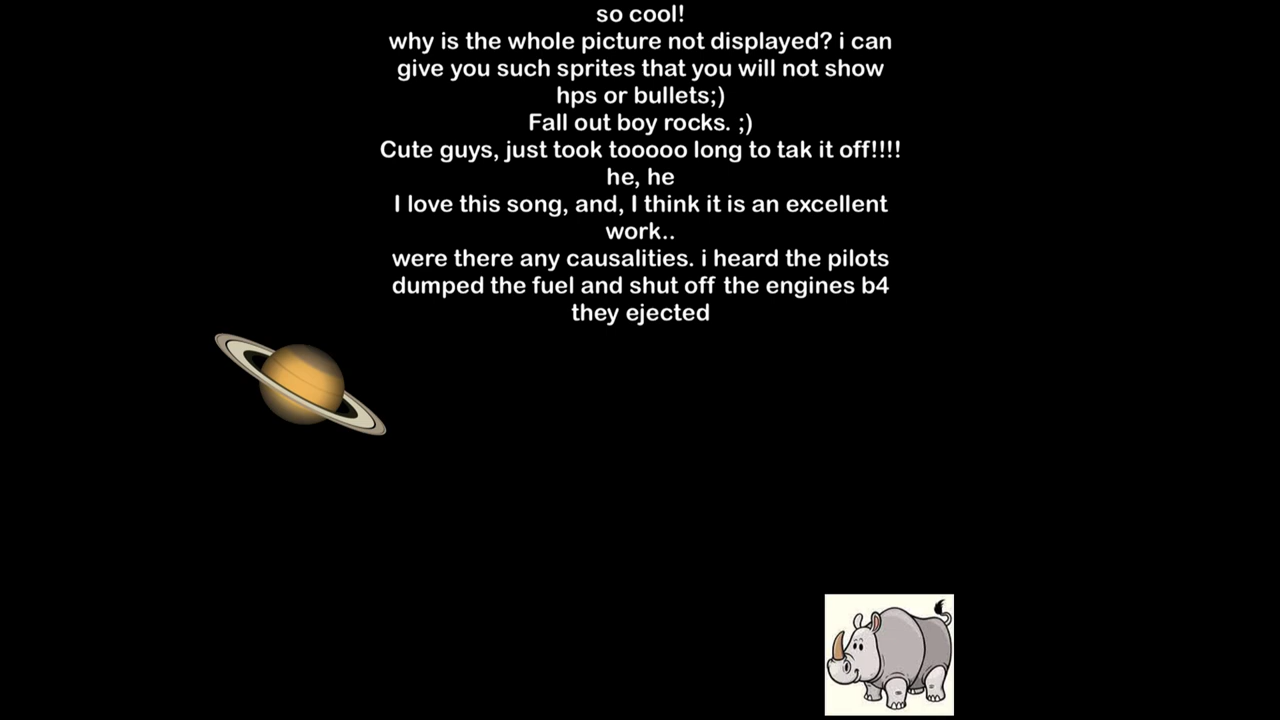 so cool!
why is the whole picture not displayed? i can
give you such sprites that you will not show
hps or bullets;)
Fall out boy rocks. ;)
Cute guys, just took tooooo long to tak it off!!!!
he, he
I love this song, and, I think it is an excellent
work..
were there any causalities. i heard the pilots
dumped the fuel and shut off the engines b4
they ejected